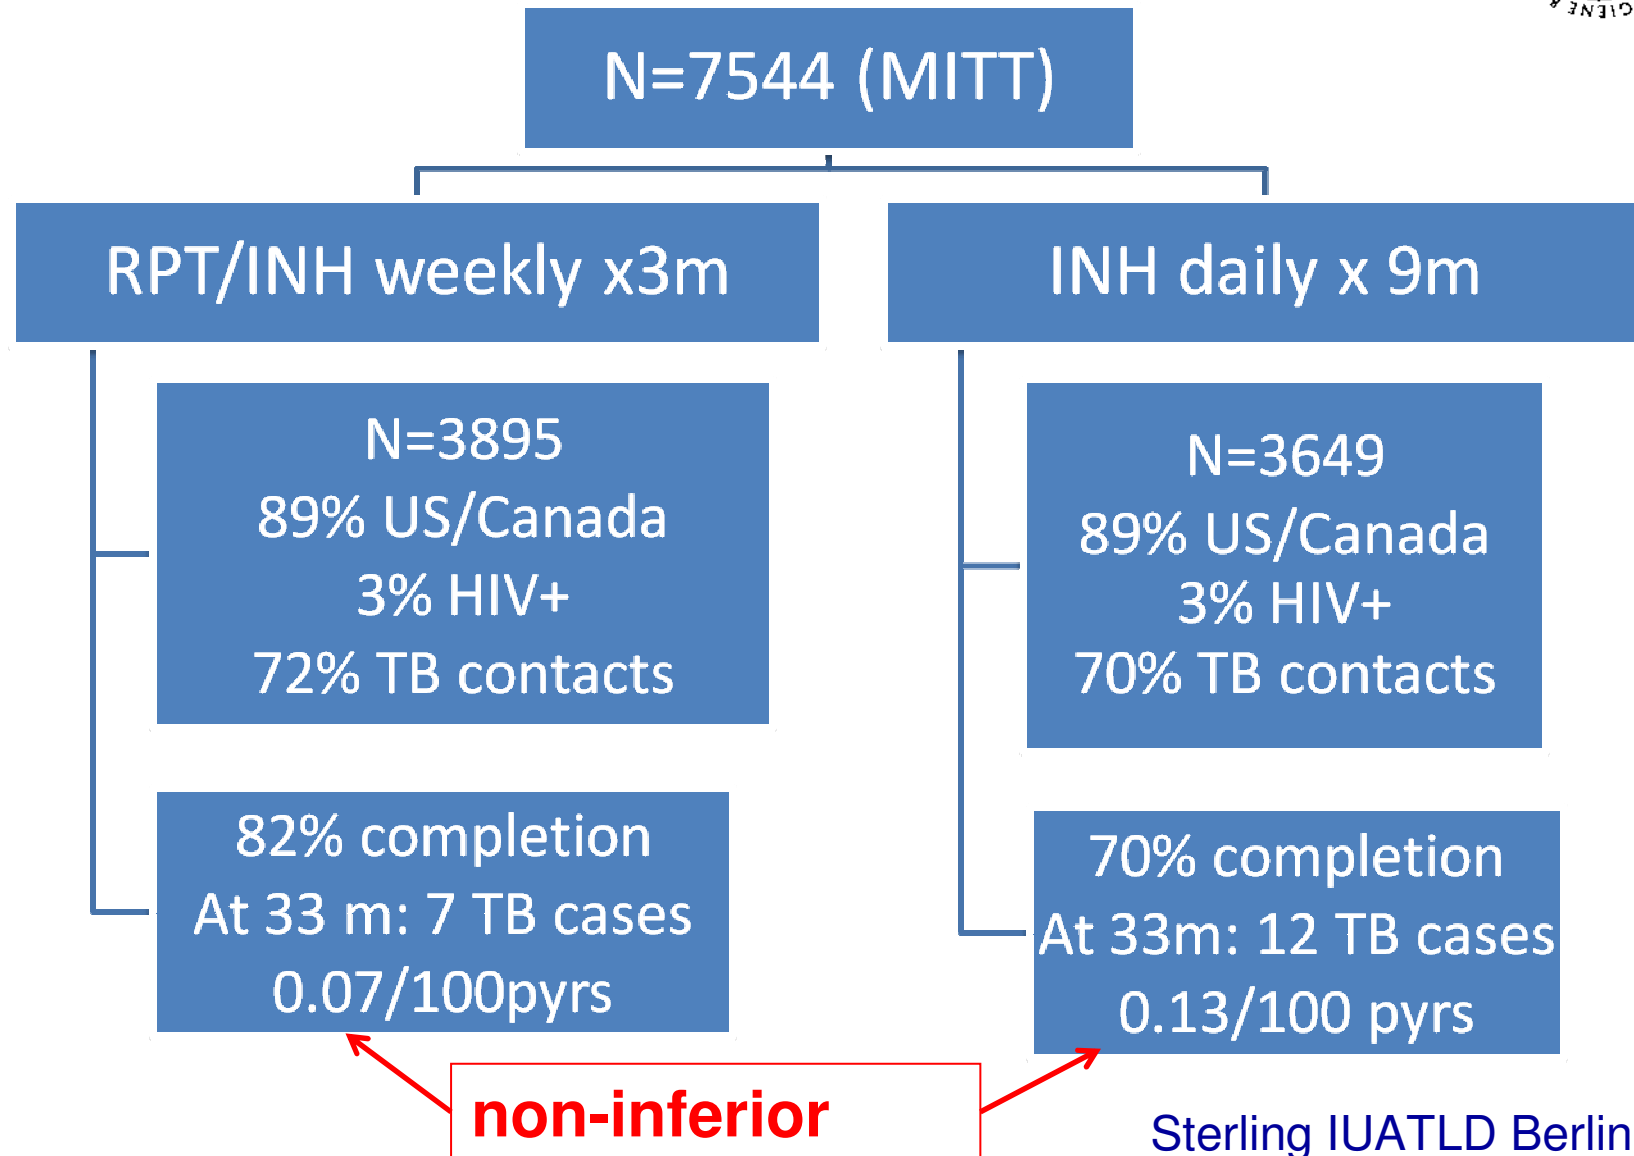 N=7544 (MITT)
RPT/INH weekly x3m
INH daily x 9m
N=3895
89% US/Canada
3% HIV+
72% TB contacts
N=3649
89% US/Canada
3% HIV+
70% TB contacts
82% completion
At 33 m: 7 TB cases
0.07/100pyrs
70% completion
At 33m: 12 TB cases
0.13/100 pyrs
non-inferior
Sterling IUATLD Berlin